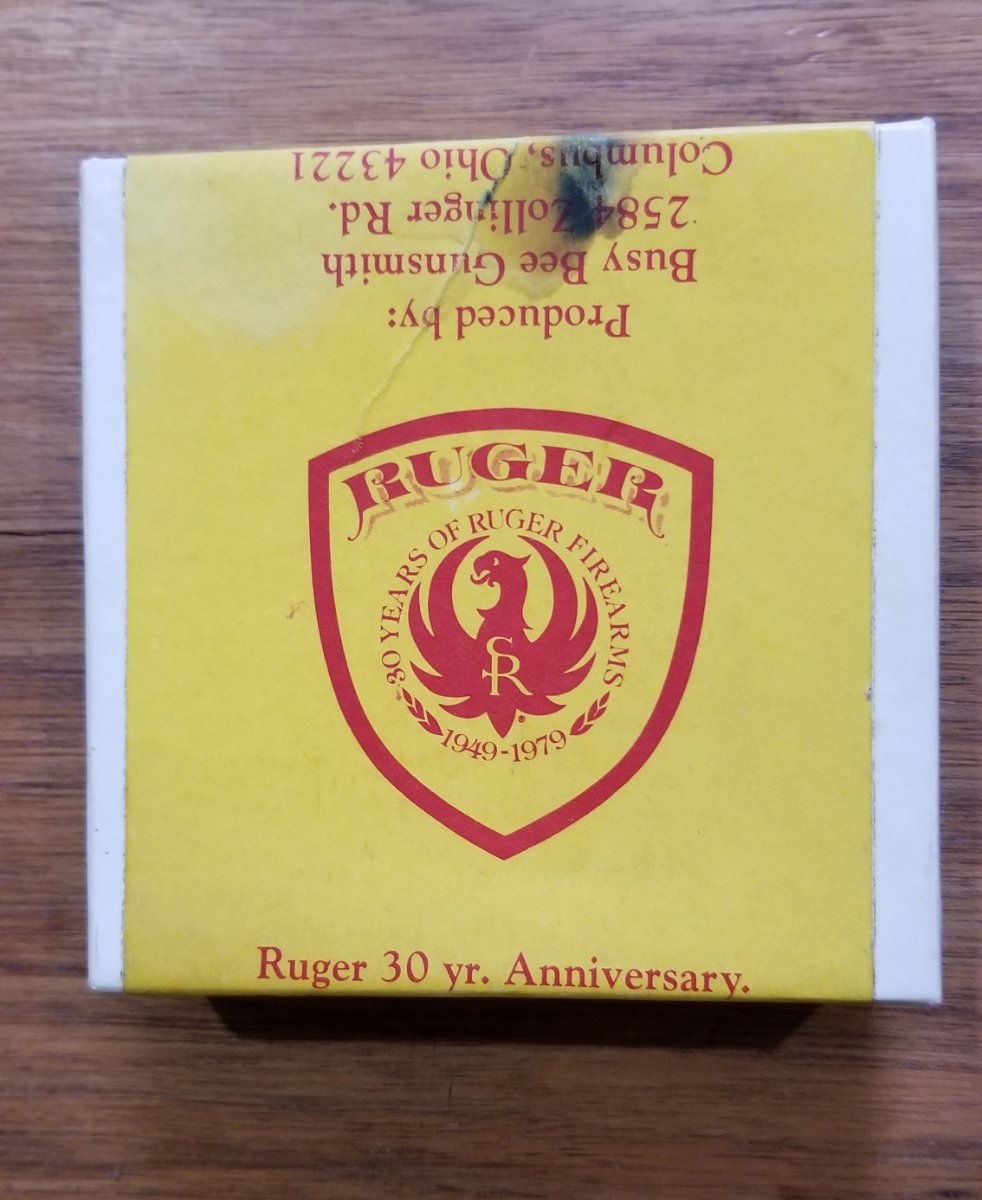 Produced by:
Busy Bee Gunsmith
2584 Zollinger Rd.
Columbus, Ohio 43221
RUGER
30 YEARS OF RUGER FIREARMS
SR
®
1949-1979
Ruger 30 yr. Anniversary.